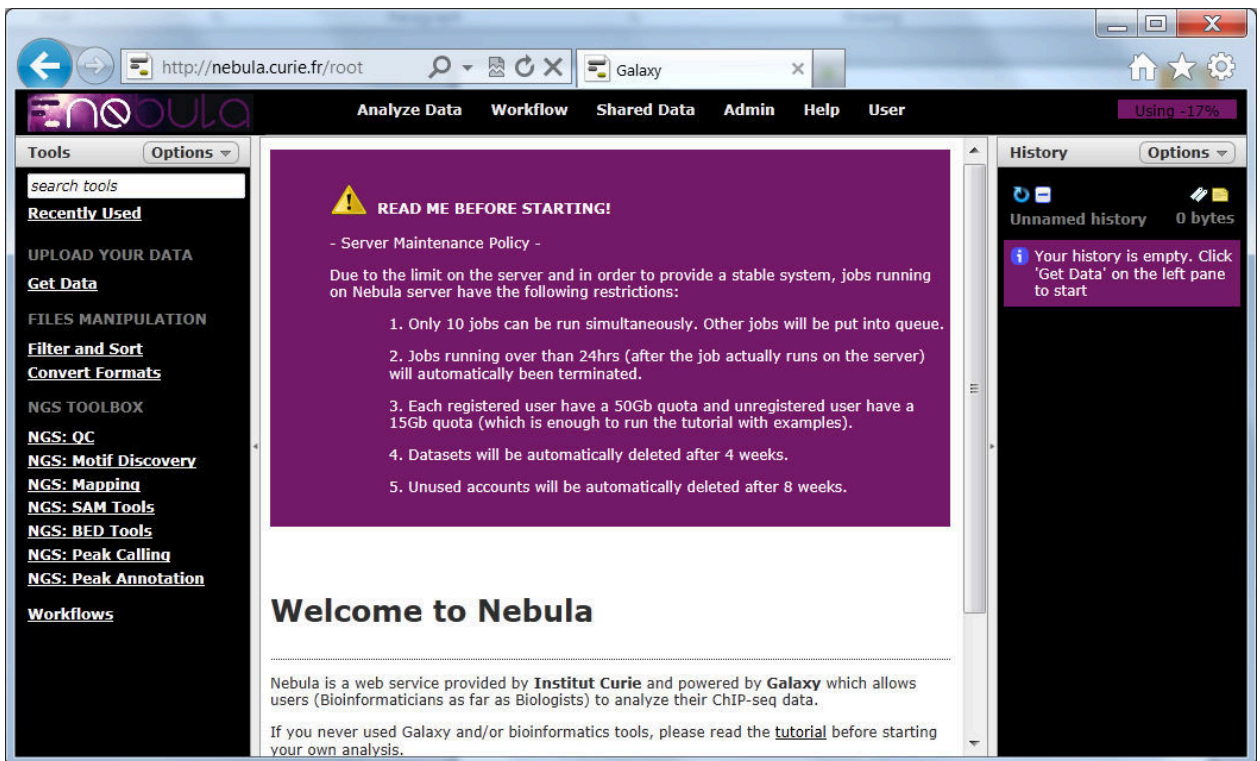 http://nebula.curie.fr/root
Galaxy
nebula
Analyze Data Workflow Shared Data Admin Help User
Using -17%
Tools Options
search tools
Recently Used
UPLOAD YOUR DATA
Get Data
FILES MANIPULATION
Filter and Sort
Convert Formats
NGS TOOLBOX
NGS: QC
NGS: Motif Discovery
NGS: Mapping
NGS: SAM Tools
NGS: BED Tools
NGS: Peak Calling
NGS: Peak Annotation
Workflows
READ ME BEFORE STARTING!
- Server Maintenance Policy -
Due to the limit on the server and in order to provide a stable system, jobs running
on Nebula server have the following restrictions:
1. Only 10 jobs can be run simultaneously. Other jobs will be put into queue.
2. Jobs running over than 24hrs (after the job actually runs on the server)
will automatically been terminated.
3. Each registered user have a 50Gb quota and unregistered user have a
15Gb quota (which is enough to run the tutorial with examples).
4. Datasets will be automatically deleted after 4 weeks.
5. Unused accounts will be automatically deleted after 8 weeks.
Welcome to Nebula
Nebula is a web service provided by Institut Curie and powered by Galaxy which allows
users (Bioinformaticians as far as Biologists) to analyze their ChIP-seq data.
If you never used Galaxy and/or bioinformatics tools, please read the tutorial before starting
your own analysis.
History Options
Unnamed history 0 bytes
Your history is empty. Click
'Get Data' on the left pane
to start